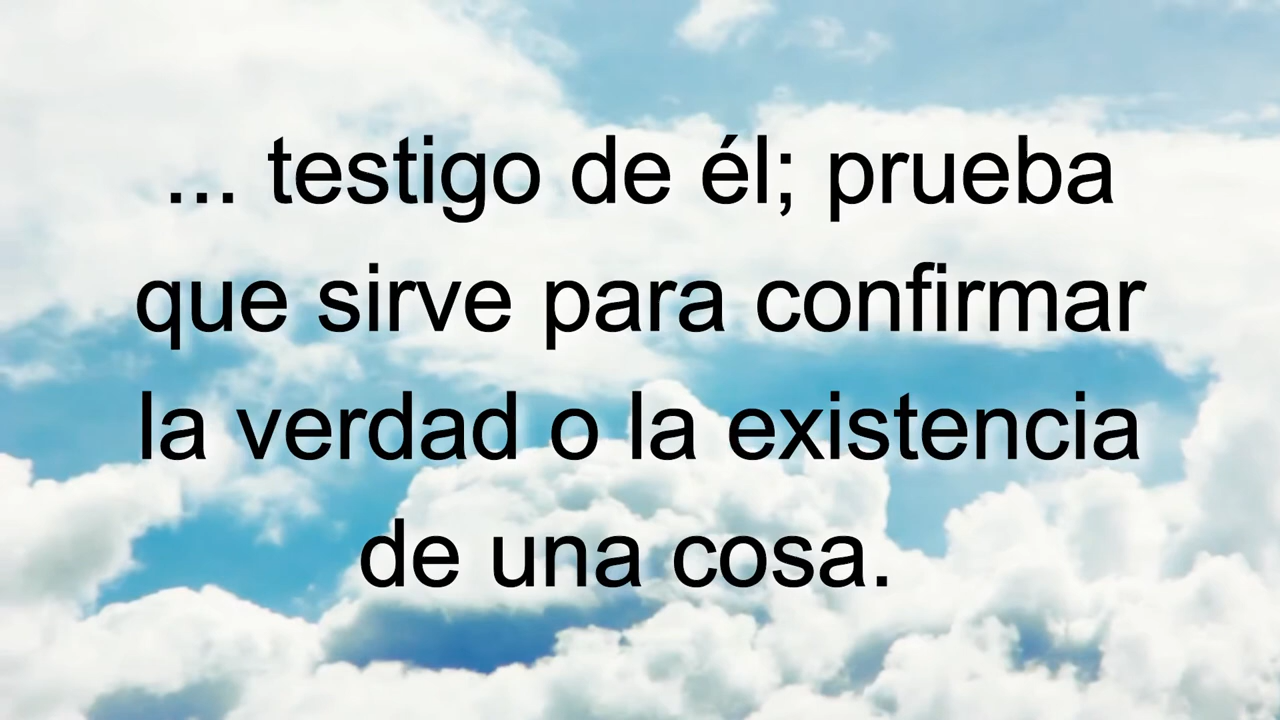 ... testigo de él; prueba
que sirve para confirmar
la verdad o la existencia
de una cosa.